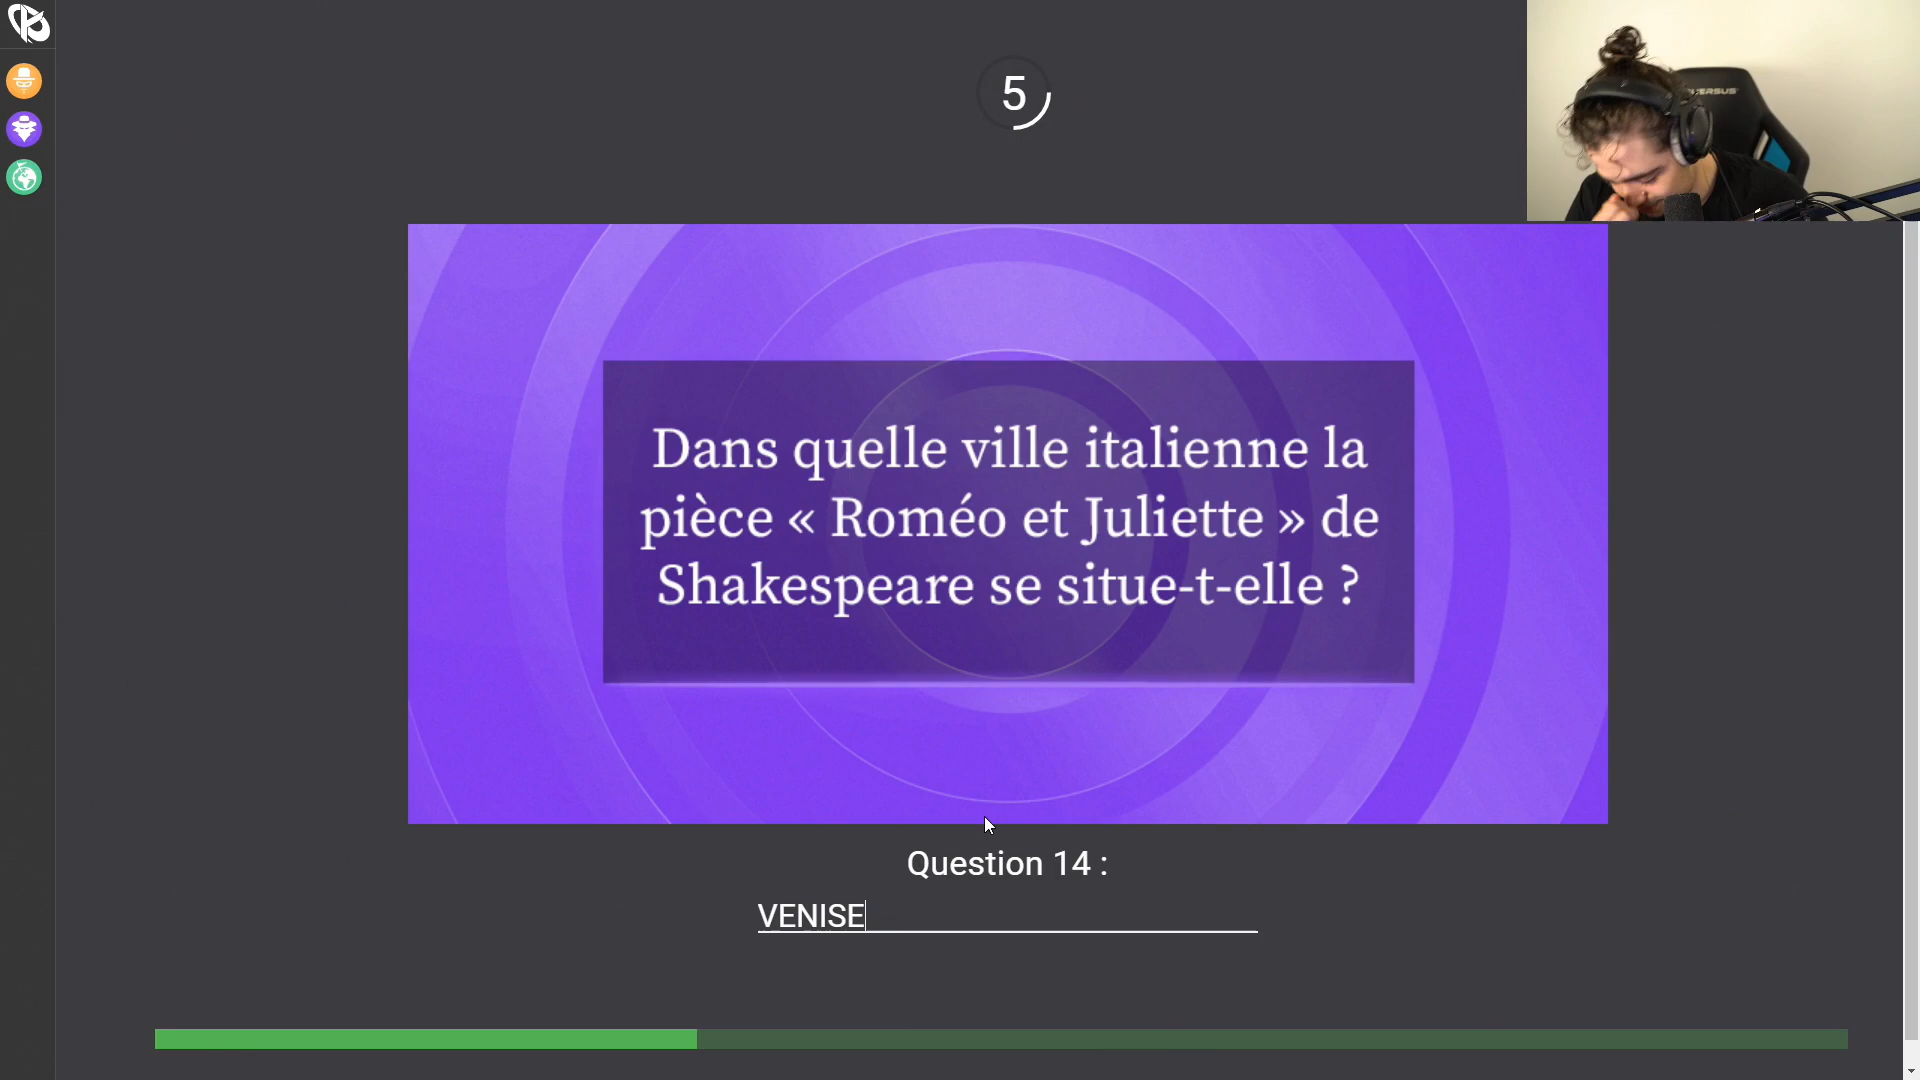 5
Dans quelle ville italienne la
pièce « Roméo et Juliette » de
Shakespeare se situe-t-elle ?
Question 14 :
VENISE